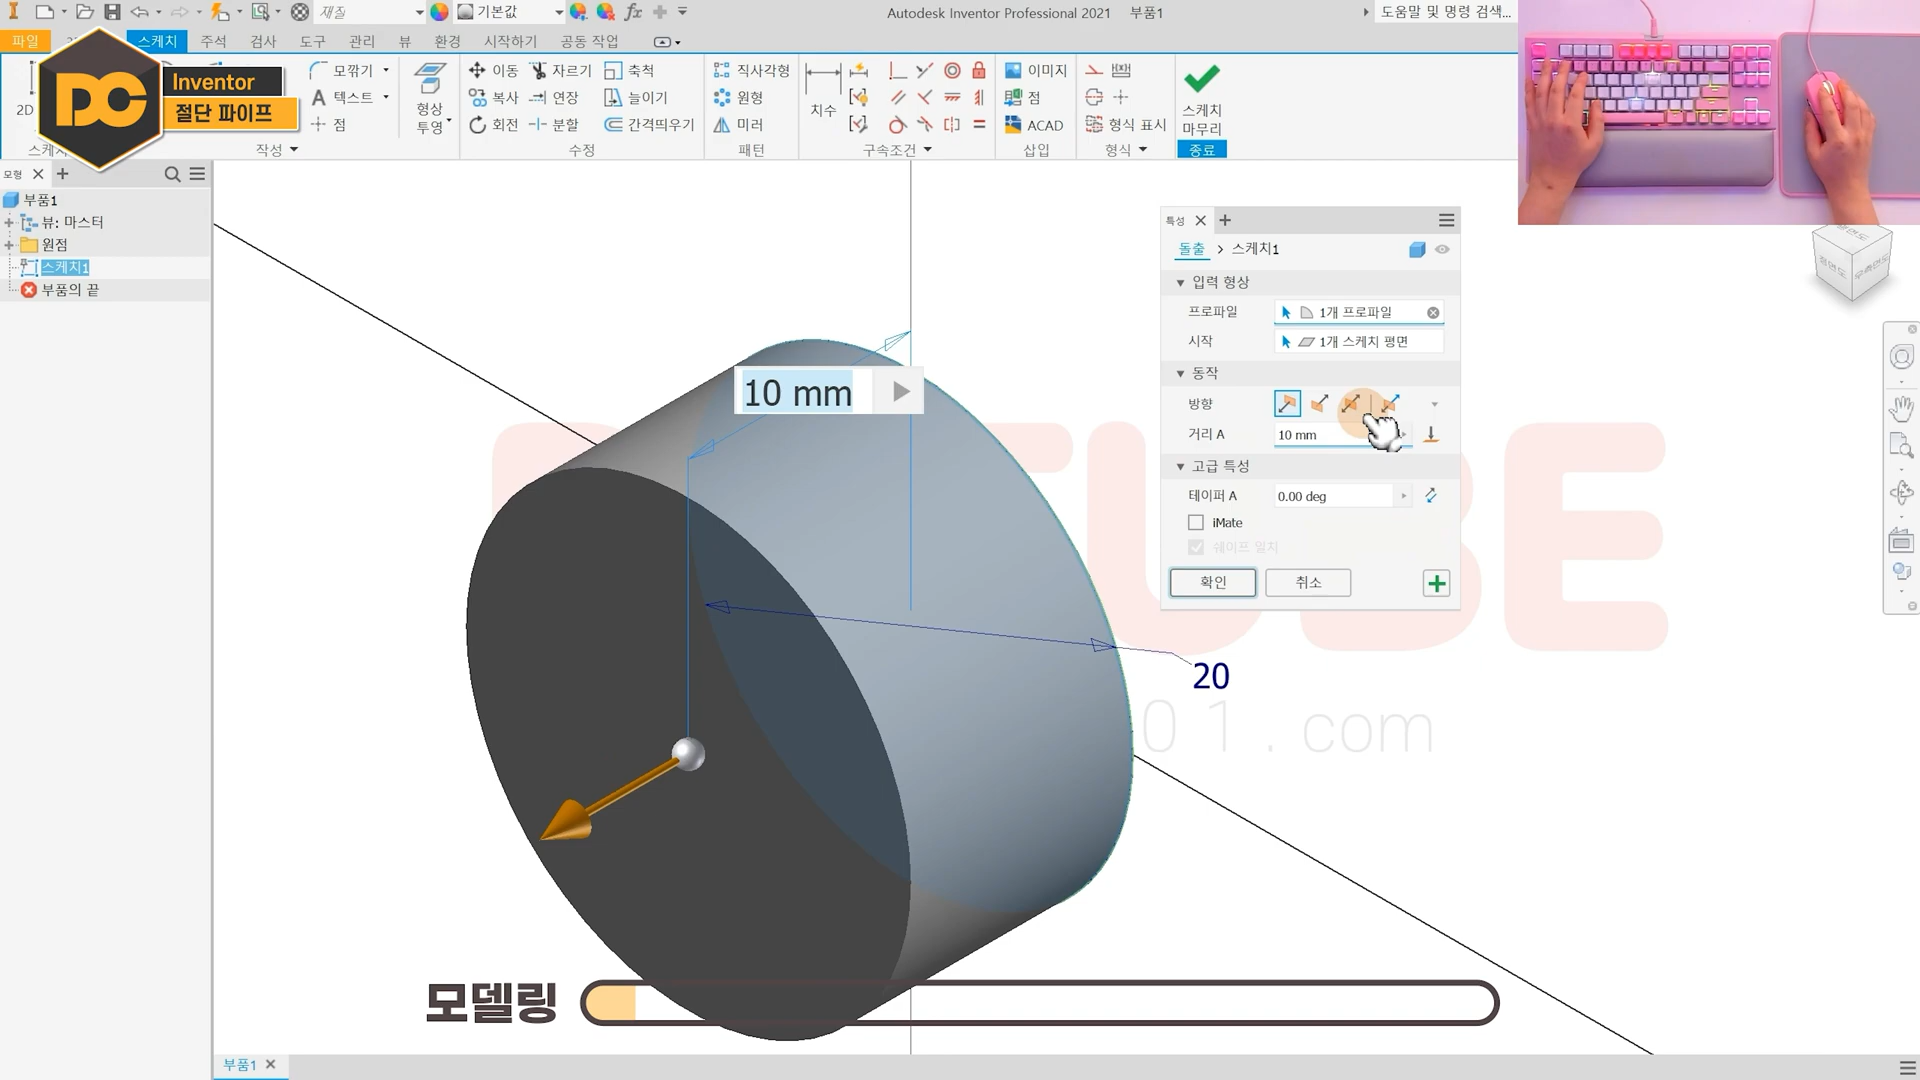 재질
기본값
fx
Autodesk Inventor Professional 2021 부품1
도움말 및 명령 검색...
파일
스케치
주석
검사
도구
관리
뷰
환경
시작하기
공동 작업
DC
Inventor
절단 파이프
2D
모깎기
텍스트
점
작성
형상
투영
이동
복사
회전
자르기
연장
분할
축척
늘이기
간격띄우기
수정
직사각형
원형
미러
패턴
치수
구속조건
이미지
점
ACAD
삽입
형식 표시
형식
스케치
마무리
종료
모형
부품1
뷰: 마스터
원점
스케치1
부품의 끝
10 mm
20
01.com
특성
돌출 > 스케치1
입력 형상
프로파일
1개 프로파일
시작
1개 스케치 평면
동작
방향
거리 A
10 mm
고급 특성
테이퍼 A
0.00 deg
iMate
쉐이프 일치
확인
취소
모델링
부품1